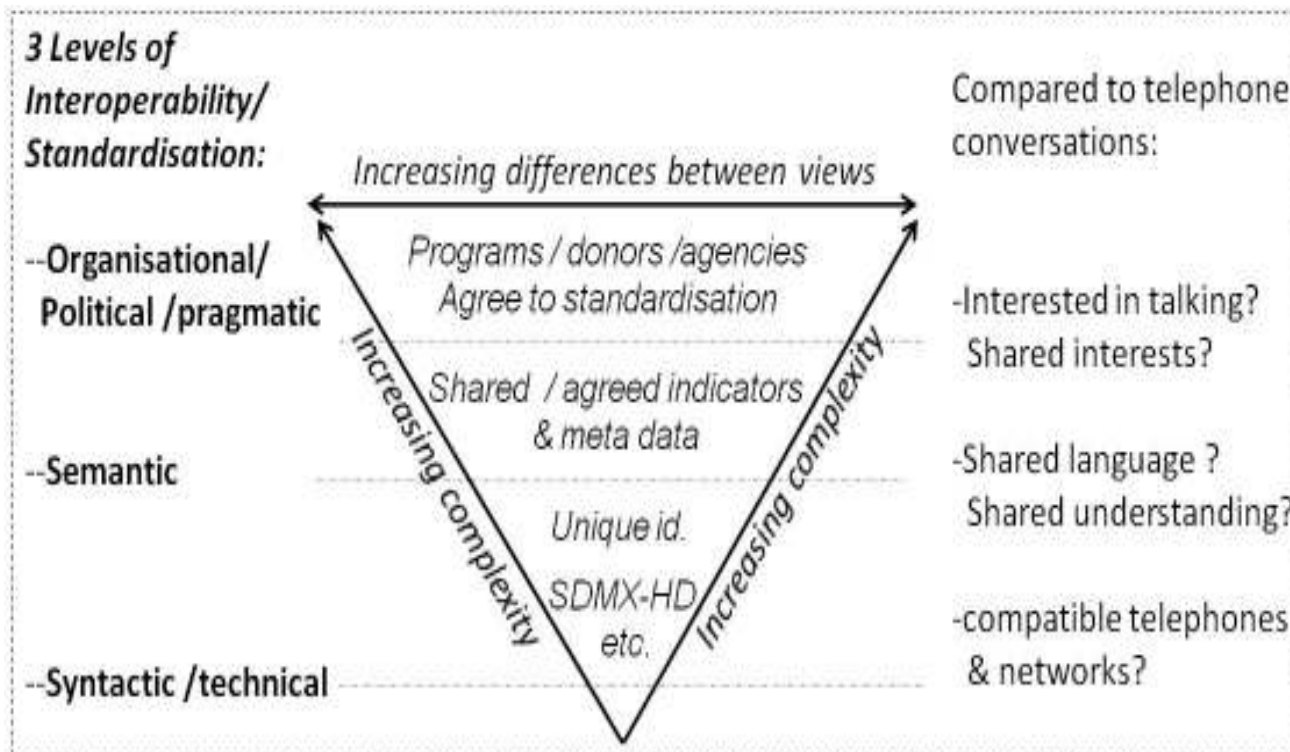 3 Levels of
Interoperability/
Standardisation:
Compared to telephone
conversations:
Increasing differences between views
--Organisational/
Political /pragmatic
Programs / donors /agencies
Agree to standardisation
-Interested in talking?
Shared interests?
Increasing complexity
Increasing complexity
Shared / agreed indicators
& meta data
--Semantic
-Shared language ?
Shared understanding?
Unique id.
SDMX-HD
etc.
-compatible telephones
& networks?
--Syntactic /technical